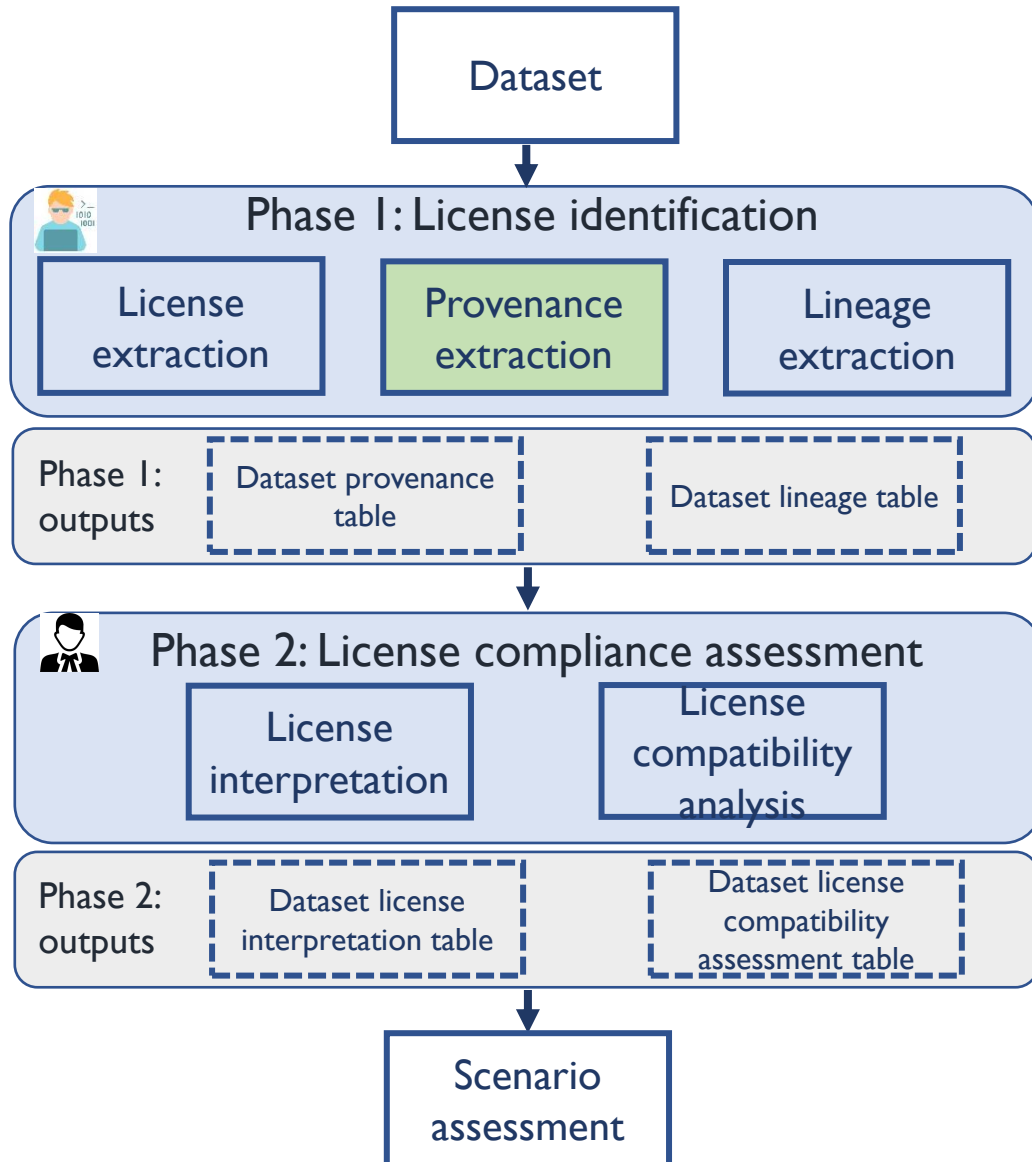 Dataset
>_
1010
1001
Phase 1: License identification
License
extraction
Provenance
extraction
Lineage
extraction
Phase 1:
outputs
Dataset provenance
table
Dataset lineage table
Phase 2: License compliance assessment
License
interpretation
License
compatibility
analysis
Phase 2:
outputs
Dataset license
interpretation table
Dataset license
compatibility
assessment table
Scenario
assessment